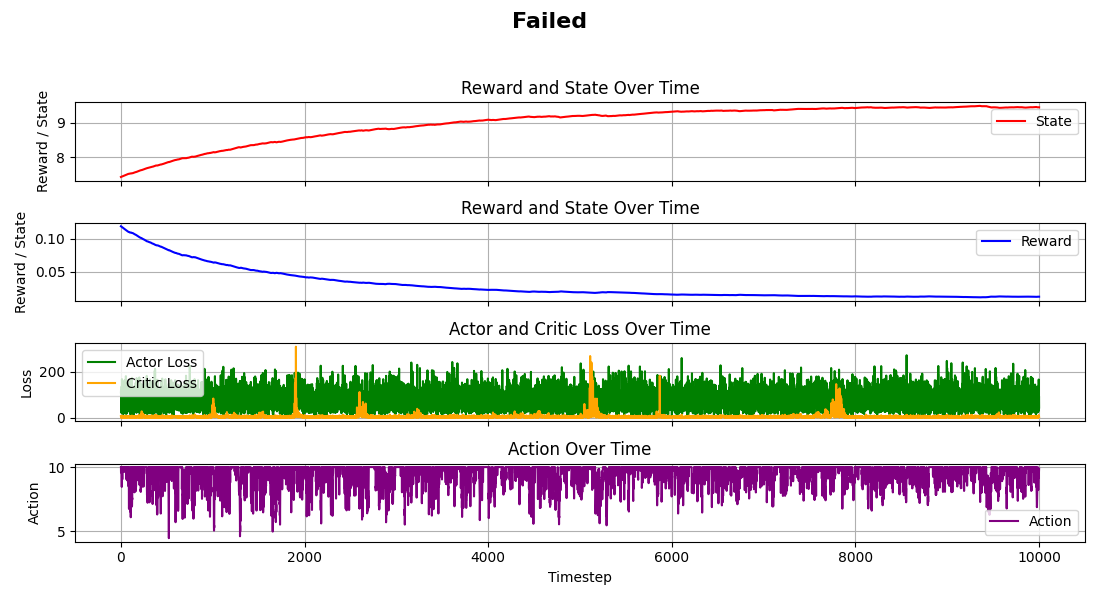 Failed
Reward and State Over Time
Reward / State
9
8
State
Reward and State Over Time
Reward / State
0.10
0.05
Reward
Actor and Critic Loss Over Time
Loss
200
0
Actor Loss
Critic Loss
Action Over Time
Action
10
5
Action
0 2000 4000 6000 8000 10000
Timestep